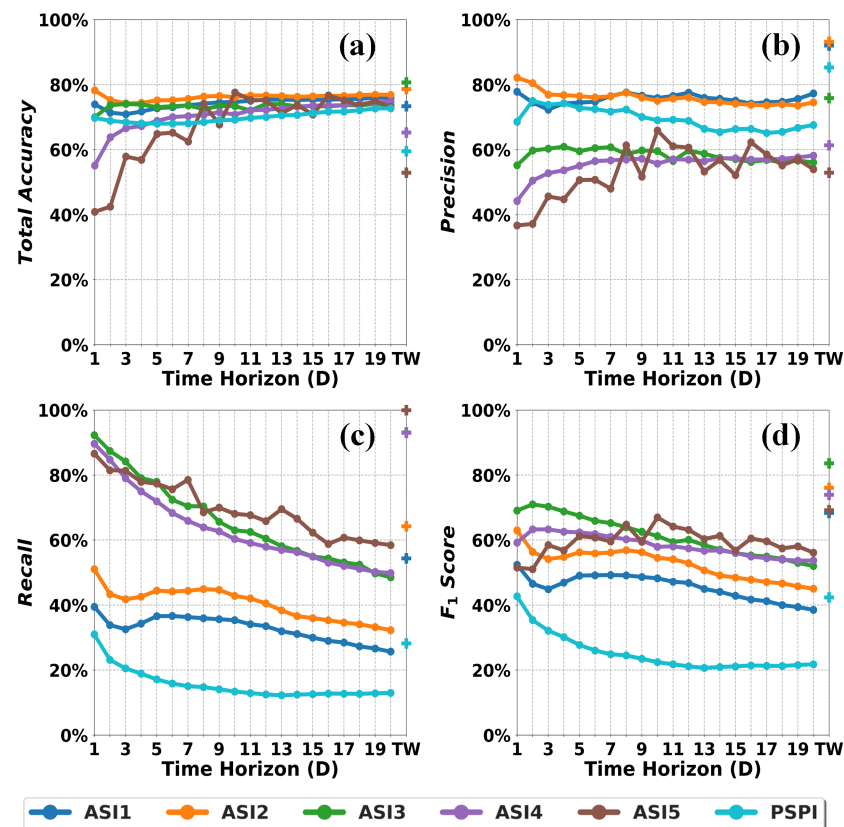 100%
80%
60%
40%
20%
0%
Total Accuracy
(a)
1 3 5 7 9 11 13 15 17 19 TW
Time Horizon (D)
100%
80%
60%
40%
20%
0%
Precision
(b)
1 3 5 7 9 11 13 15 17 19 TW
Time Horizon (D)
100%
80%
60%
40%
20%
0%
Recall
(c)
1 3 5 7 9 11 13 15 17 19 TW
Time Horizon (D)
100%
80%
60%
40%
20%
0%
F₁ Score
(d)
1 3 5 7 9 11 13 15 17 19 TW
Time Horizon (D)
ASI1 ASI2 ASI3 ASI4 ASI5 PSPI